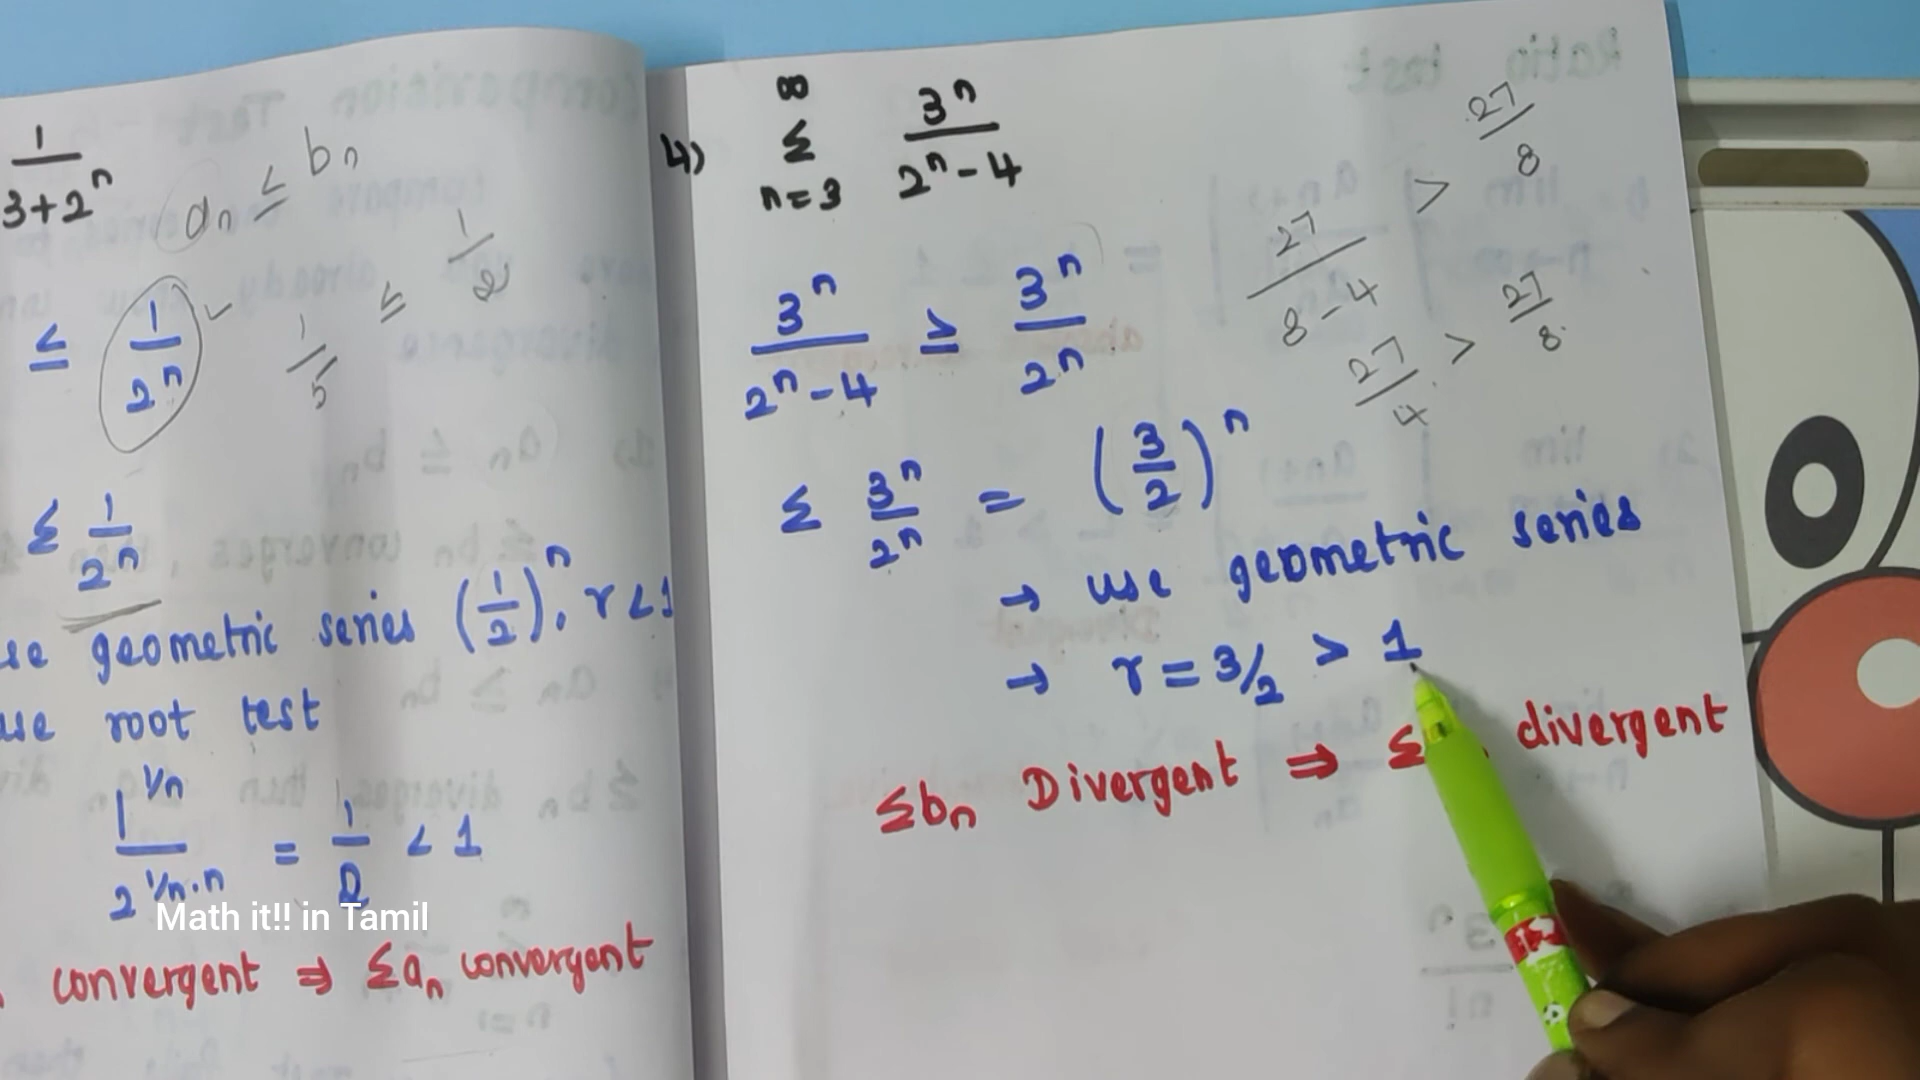 1/(3+2^n)
a_n ≤ b_n
≤ 1/2^n
1/5 ≤ 1/2
Σ 1/2^n
geometric series (1/2)^n, r<1
root test
1^(1/n)/2^(1/n·n) = 1/2 < 1
convergent ⇒ Σa_n convergent
4) ∞ Σ n=3 3^n/(2^n-4)
3^n/(2^n-4) ≥ 3^n/2^n
27/(8-4) > 27/8
27/4 > 27/8
Σ 3^n/2^n = (3/2)^n
→ use geometric series
→ r = 3/2 > 1
Σb_n Divergent ⇒ Σ divergent
Math it!! in Tamil